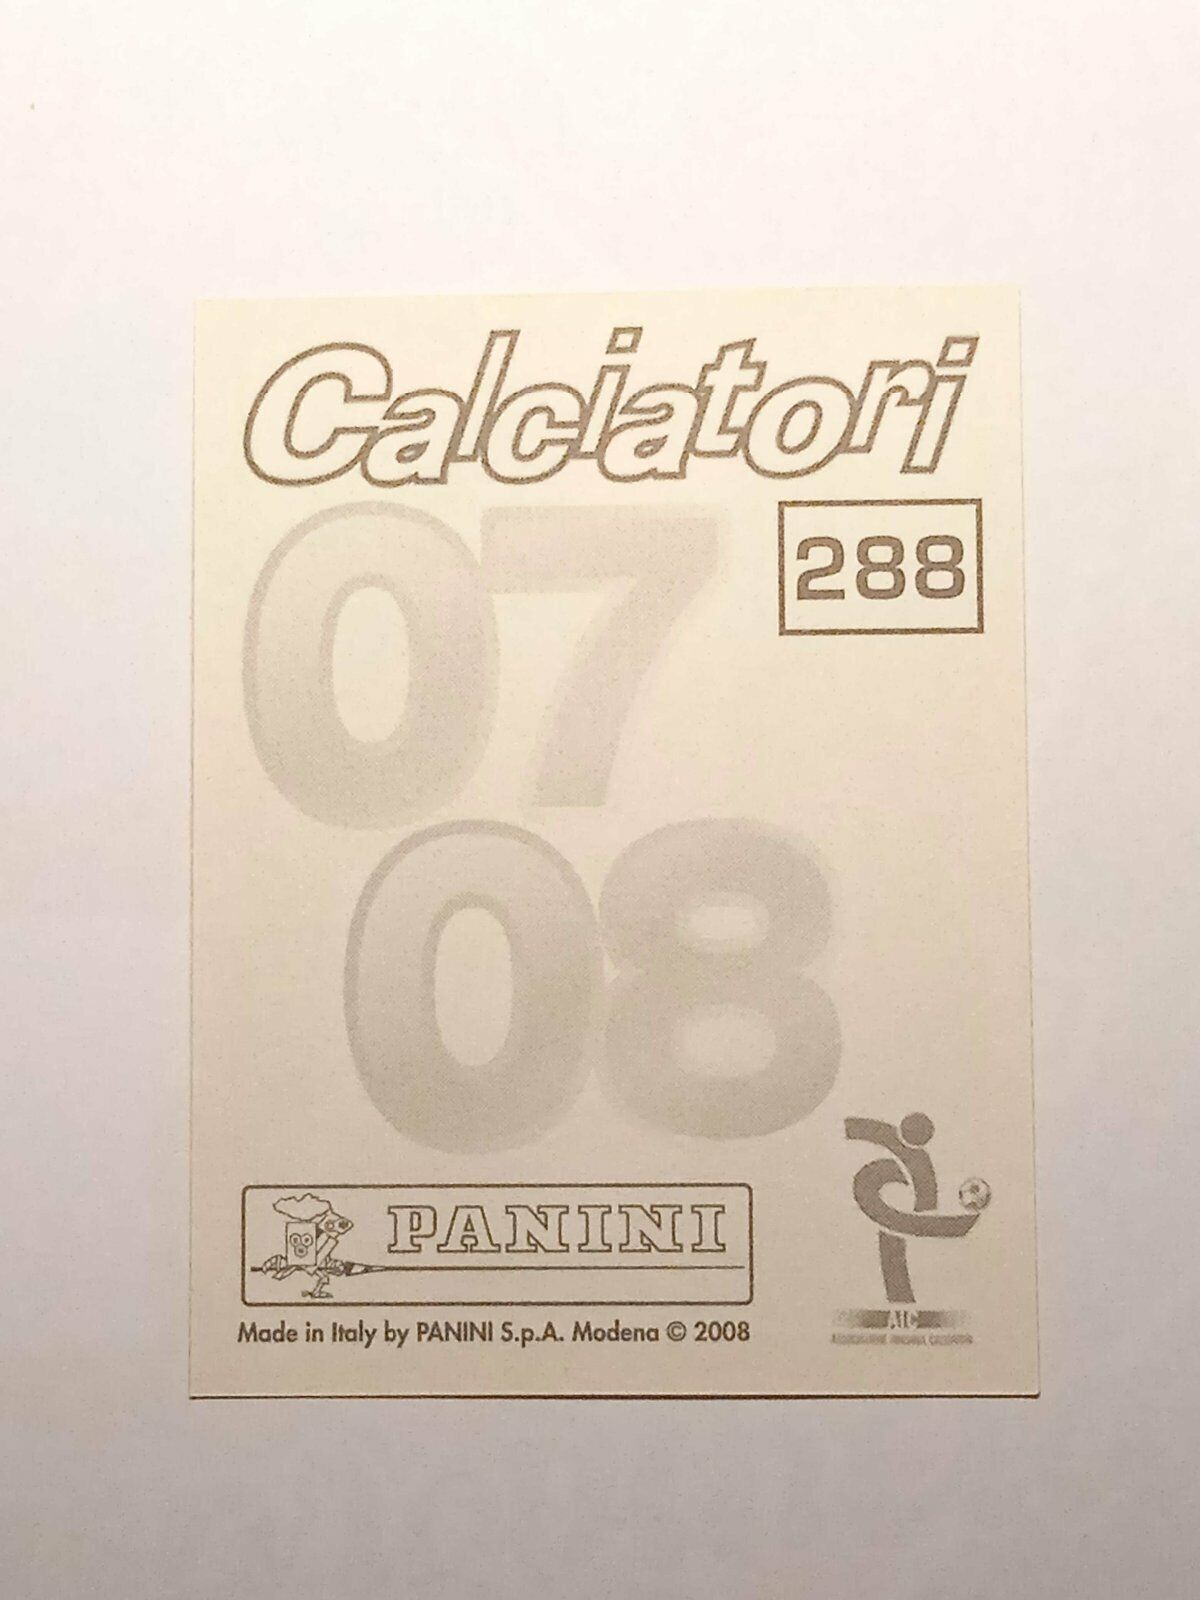 Calciatori
07
288
08
PANINI
Made in Italy by PANINI S.p.A. Modena © 2008
AIC